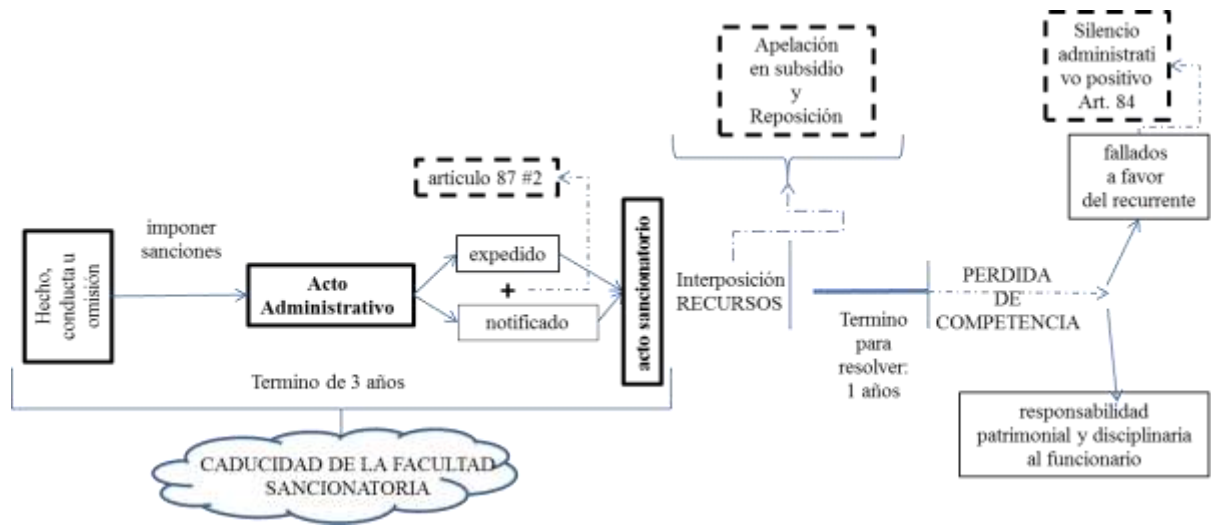 Hecho,
conducta u
omisión
imponer
sanciones
Acto
Administrativo
articulo 87 #2
expedido
+
notificado
acto sancionatorio
Termino de 3 años
CADUCIDAD DE LA FACULTAD
SANCIONATORIA
Apelación
en subsidio
y
Reposición
Interposición
RECURSOS
Termino
para
resolver:
1 años
PERDIDA
DE
COMPETENCIA
Silencio
administrati
vo positivo
Art. 84
fallados
a favor
del recurrente
responsabilidad
patrimonial y disciplinaria
al funcionario